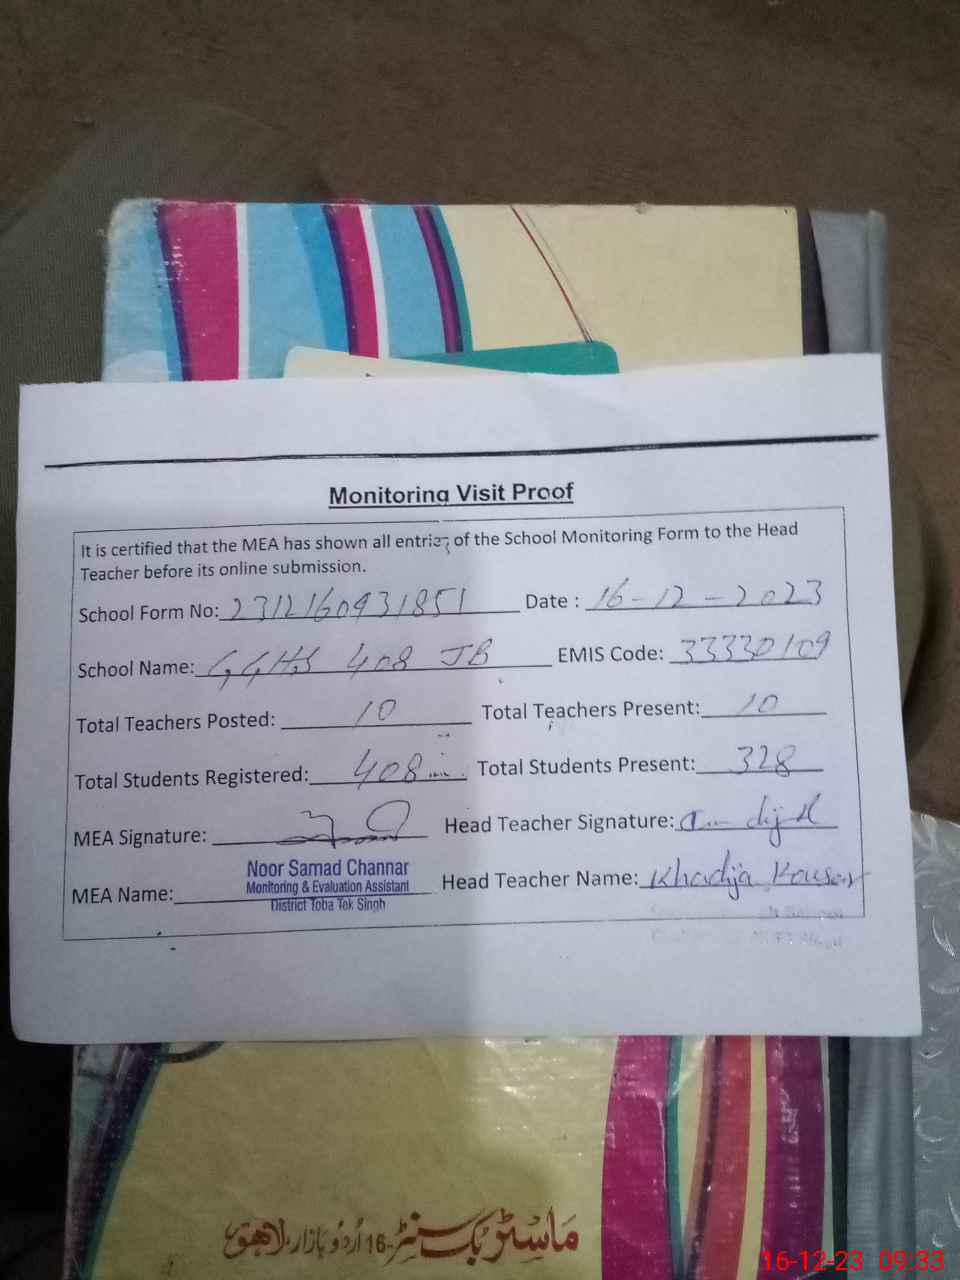 Monitoring Visit Proof
It is certified that the MEA has shown all entries of the School Monitoring Form to the Head
Teacher before its online submission.
School Form No: 2312160931851 Date : 16-12-2023
School Name: GGHS 408 JB EMIS Code: 33330109
Total Teachers Posted: 10 Total Teachers Present: 10
Total Students Registered: 408 Total Students Present: 328
MEA Signature: Head Teacher Signature:
MEA Name: Noor Samad Channar Head Teacher Name: Khadija Kousar
Monitoring & Evaluation Assistant
District Toba Tek Singh
ماسٹر بک سنٹر-16 اُردُو بازار، لاهور
16-12-23 09:33